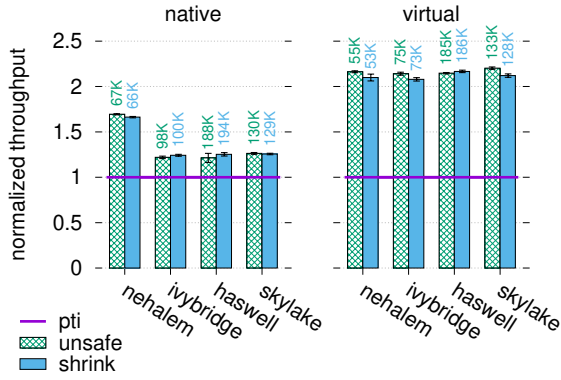 native
virtual
normalized throughput
2.5
2
1.5
1
0.5
0
67K
66K
98K
100K
188K
194K
130K
129K
55K
53K
75K
73K
185K
186K
133K
128K
nehalem
ivybridge
haswell
skylake
nehalem
ivybridge
haswell
skylake
pti
unsafe
shrink